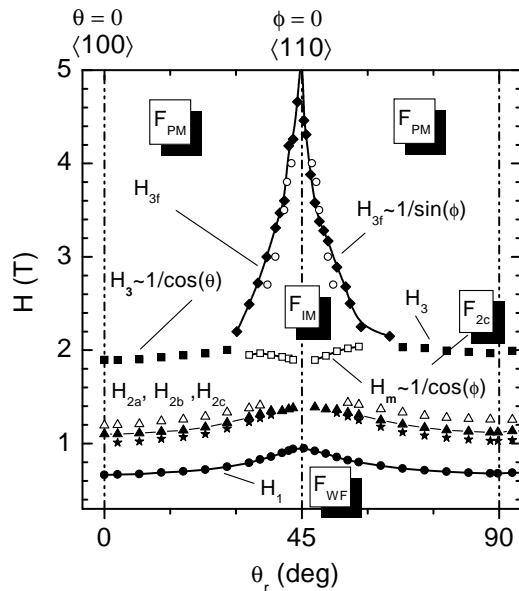 θ = 0 φ = 0
⟨100⟩ ⟨110⟩
5
F_PM F_PM
4
H_3f
H_3f~1/sin(φ)
3
H (T)
H_3~1/cos(θ)
F_IM H_3 F_2c
2
H_2a, H_2b ,H_2c H_m~1/cos(φ)
1
H_1 F_WF
0 45 90
θ_r (deg)